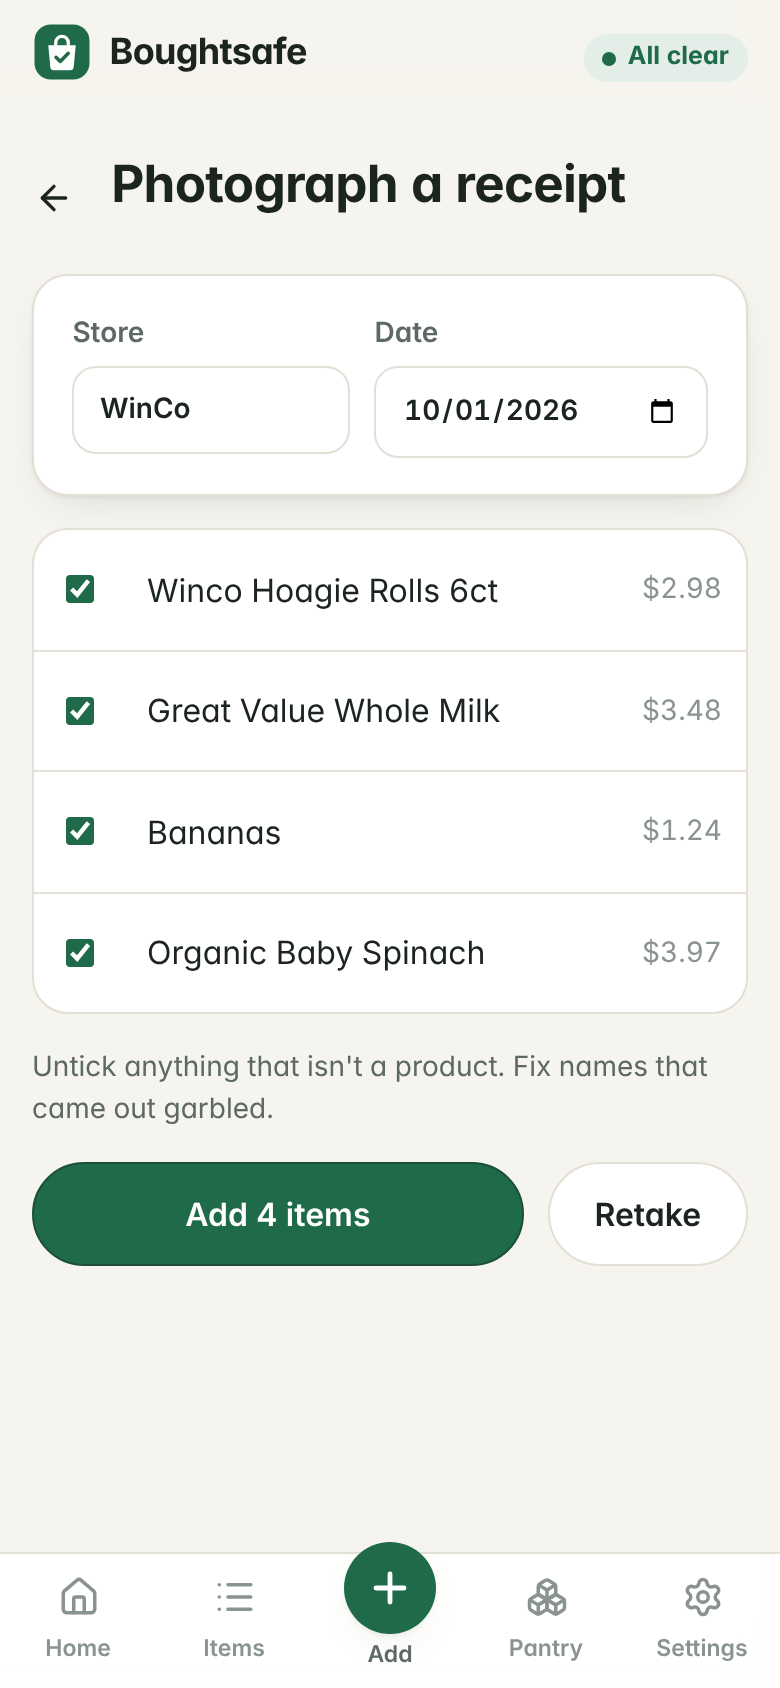 Boughtsafe
All clear
Photograph a receipt
Store
Date
WinCo
10/01/2026
Winco Hoagie Rolls 6ct
$2.98
Great Value Whole Milk
$3.48
Bananas
$1.24
Organic Baby Spinach
$3.97
Untick anything that isn't a product. Fix names that
came out garbled.
Add 4 items
Retake
Home
Items
Add
Pantry
Settings